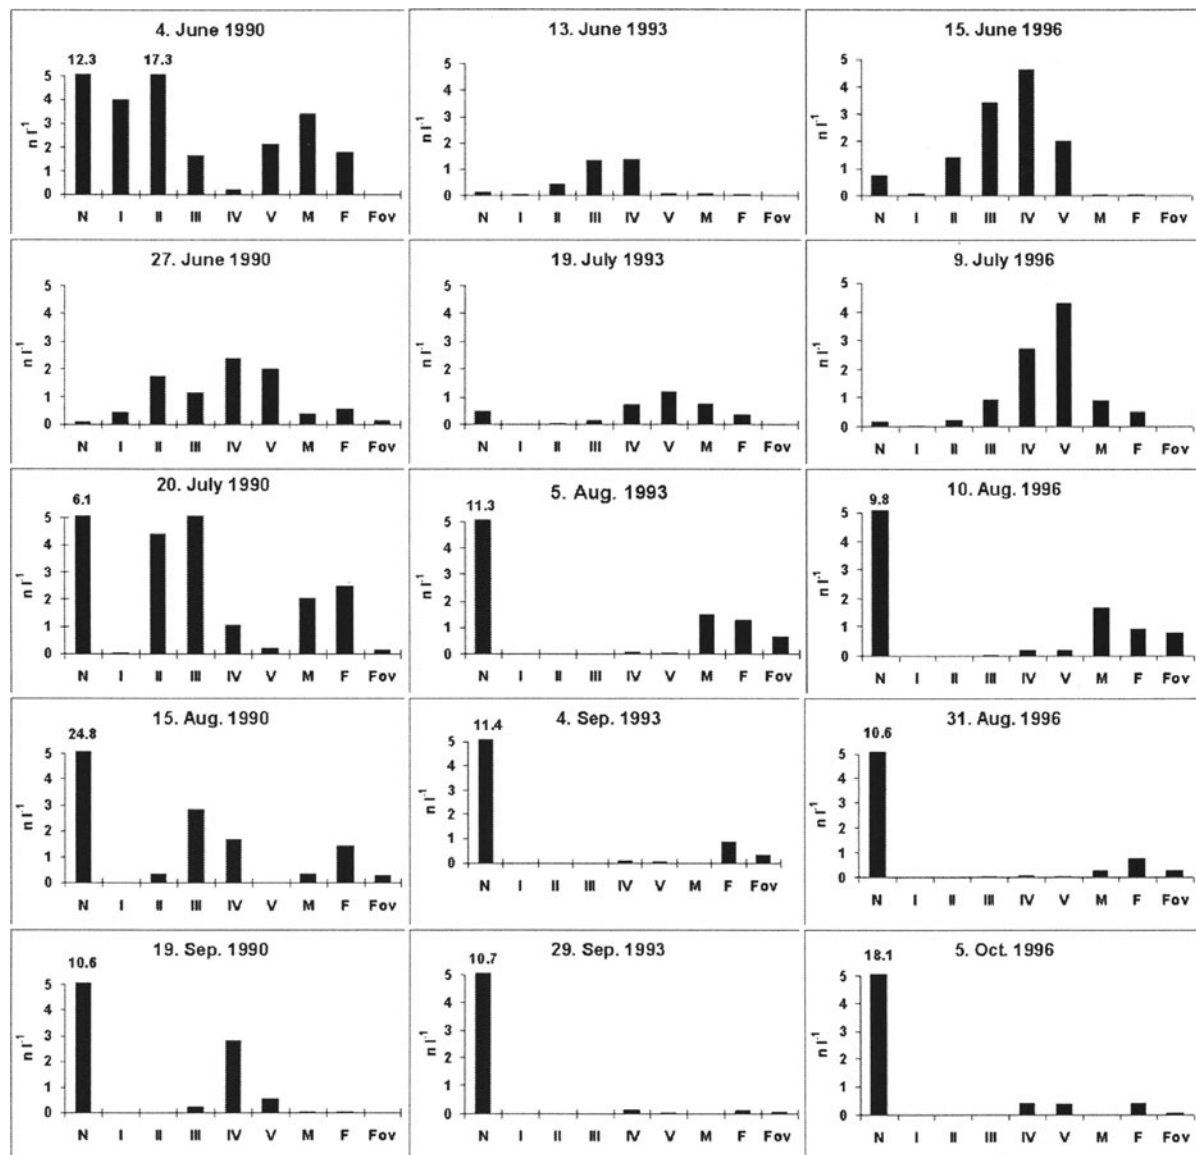 4. June 1990
12.3 17.3
5
4
3
2
1
0
n l⁻¹
N I II III IV V M F Fov
13. June 1993
5
4
3
2
1
0
n l⁻¹
N I II III IV V M F Fov
15. June 1996
5
4
3
2
1
0
n l⁻¹
N I II III IV V M F Fov
27. June 1990
5
4
3
2
1
0
n l⁻¹
N I II III IV V M F Fov
19. July 1993
5
4
3
2
1
0
n l⁻¹
N I II III IV V M F Fov
9. July 1996
5
4
3
2
1
0
n l⁻¹
N I II III IV V M F Fov
20. July 1990
6.1
5
4
3
2
1
0
n l⁻¹
N I II III IV V M F Fov
5. Aug. 1993
11.3
5
4
3
2
1
0
n l⁻¹
N I II III IV V M F Fov
10. Aug. 1996
9.8
5
4
3
2
1
0
n l⁻¹
N I II III IV V M F Fov
15. Aug. 1990
24.8
5
4
3
2
1
0
n l⁻¹
N I II III IV V M F Fov
4. Sep. 1993
11.4
5
4
3
2
1
0
n l⁻¹
N I II III IV V M F Fov
31. Aug. 1996
10.6
5
4
3
2
1
0
n l⁻¹
N I II III IV V M F Fov
19. Sep. 1990
10.6
5
4
3
2
1
0
n l⁻¹
N I II III IV V M F Fov
29. Sep. 1993
10.7
5
4
3
2
1
0
n l⁻¹
N I II III IV V M F Fov
5. Oct. 1996
18.1
5
4
3
2
1
0
n l⁻¹
N I II III IV V M F Fov